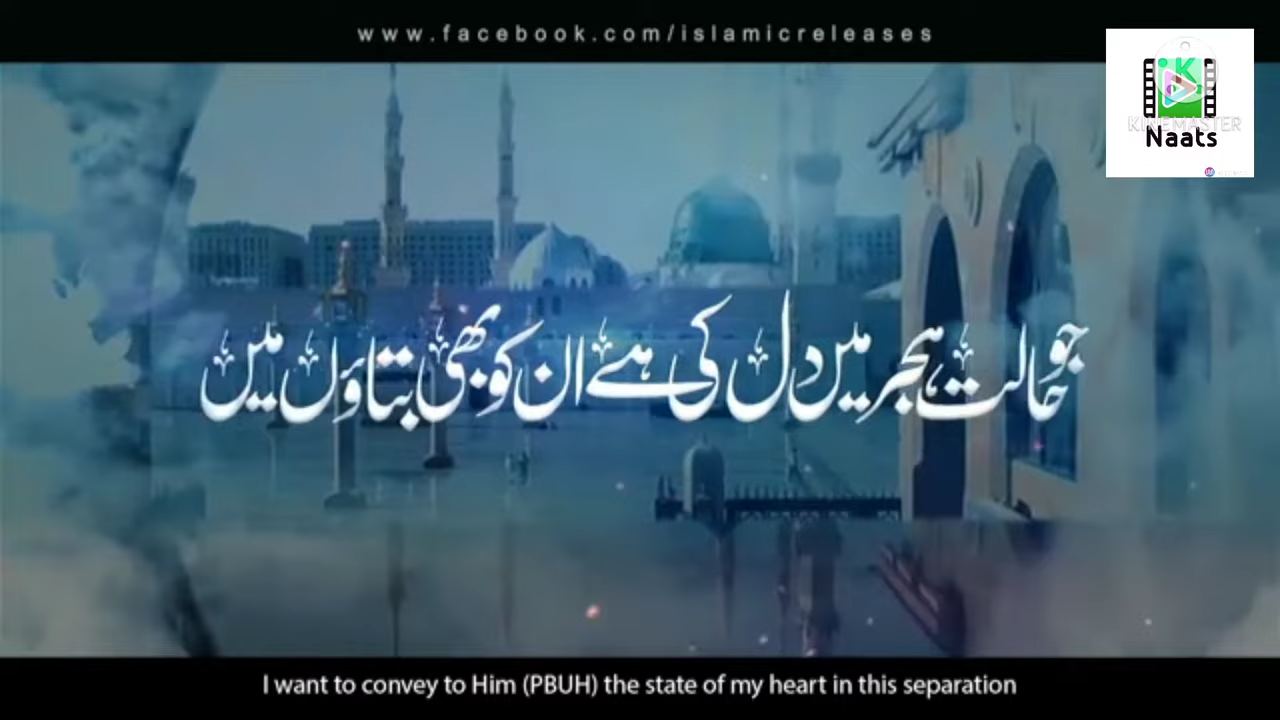 www.facebook.com/islamicreleases
KINEMASTER
Naats
جو حالت ہجر میں دل کی ہے ان کو بھی بتاؤں میں
I want to convey to Him (PBUH) the state of my heart in this separation